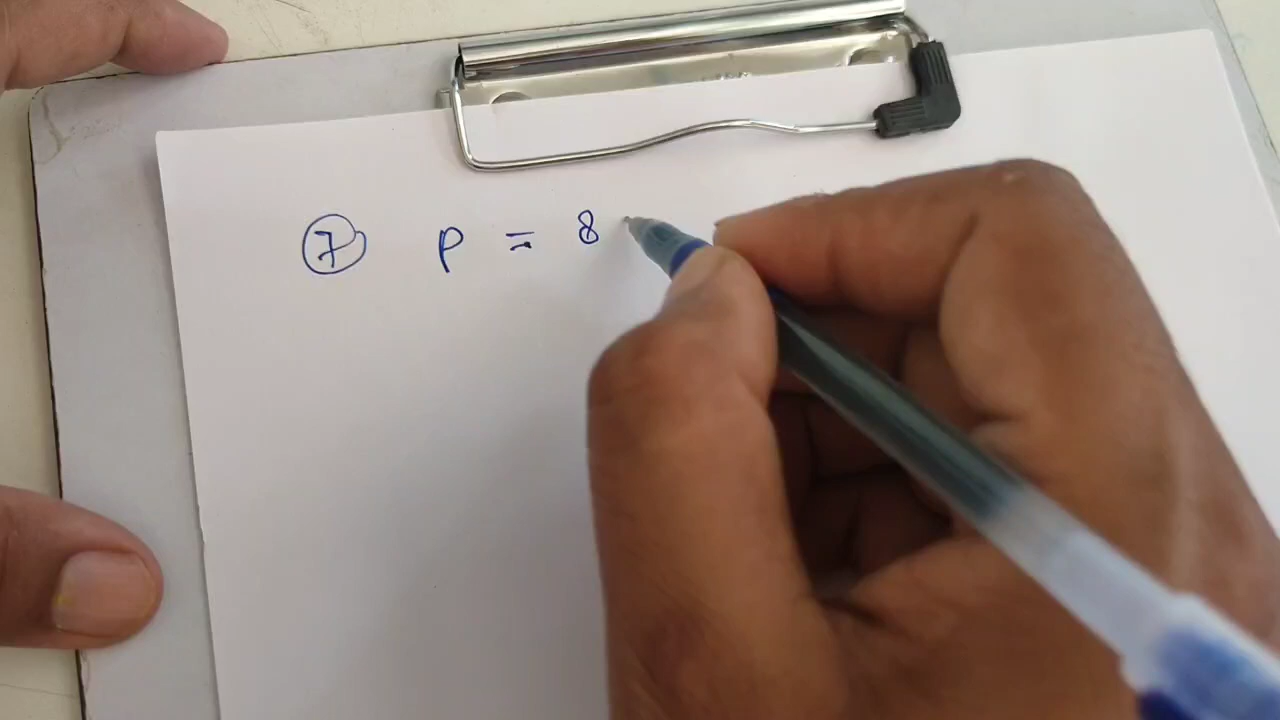 ⑦ P = 8